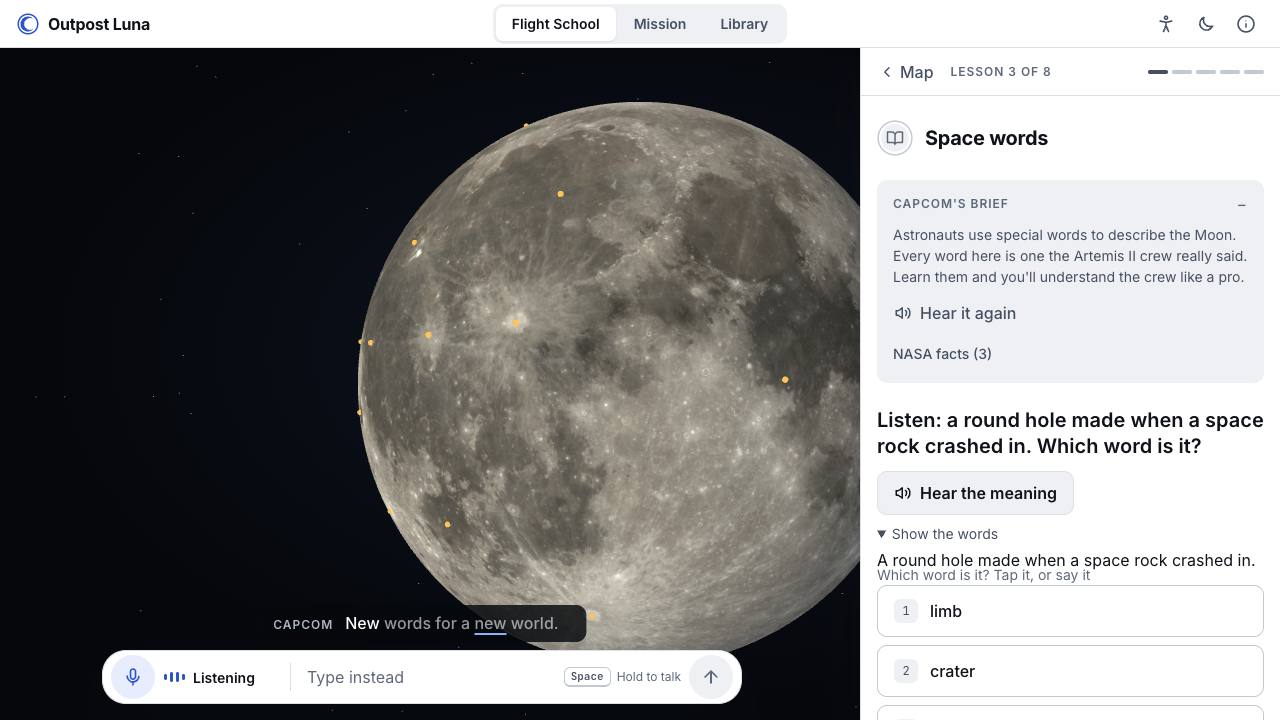 Outpost Luna
Flight School
Mission
Library
Map
LESSON 3 OF 8
Space words
CAPCOM'S BRIEF
Astronauts use special words to describe the Moon.
Every word here is one the Artemis II crew really said.
Learn them and you'll understand the crew like a pro.
Hear it again
NASA facts (3)
Listen: a round hole made when a space
rock crashed in. Which word is it?
Hear the meaning
Show the words
A round hole made when a space rock crashed in.
Which word is it? Tap it, or say it
1 limb
2 crater
CAPCOM New words for a new world.
Listening
Type instead
Space Hold to talk